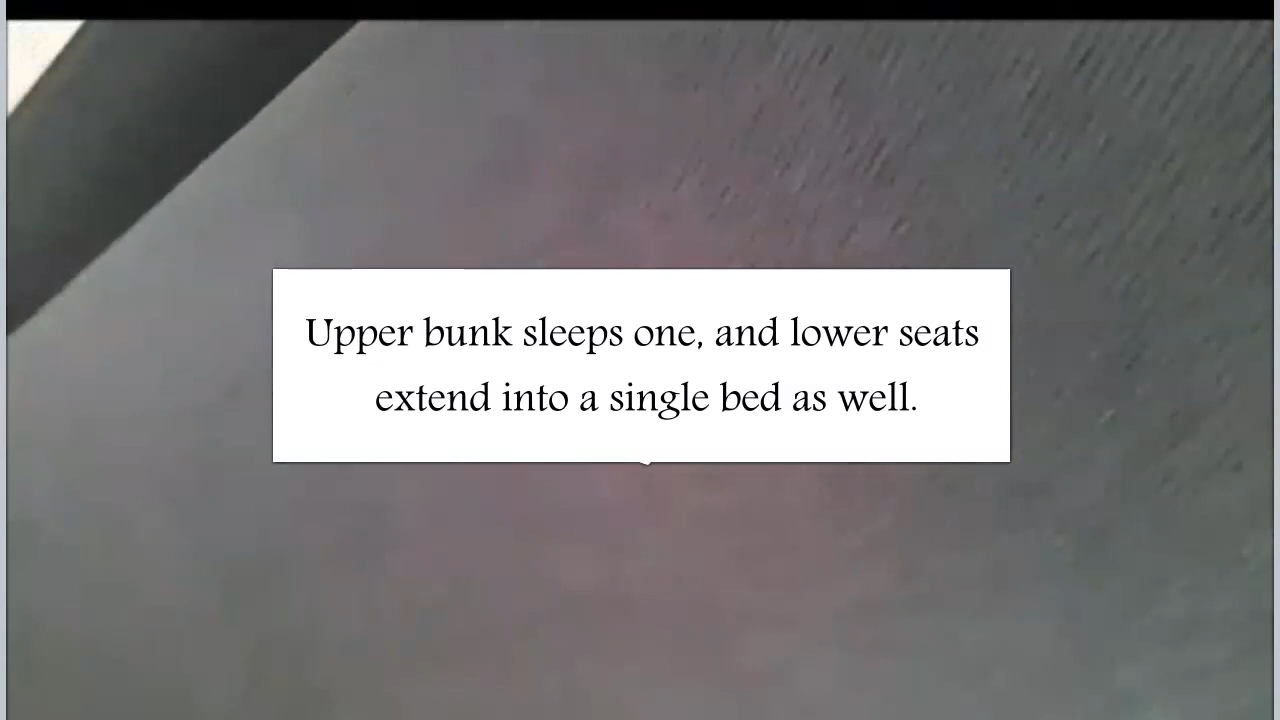 Upper bunk sleeps one, and lower seats
extend into a single bed as well.